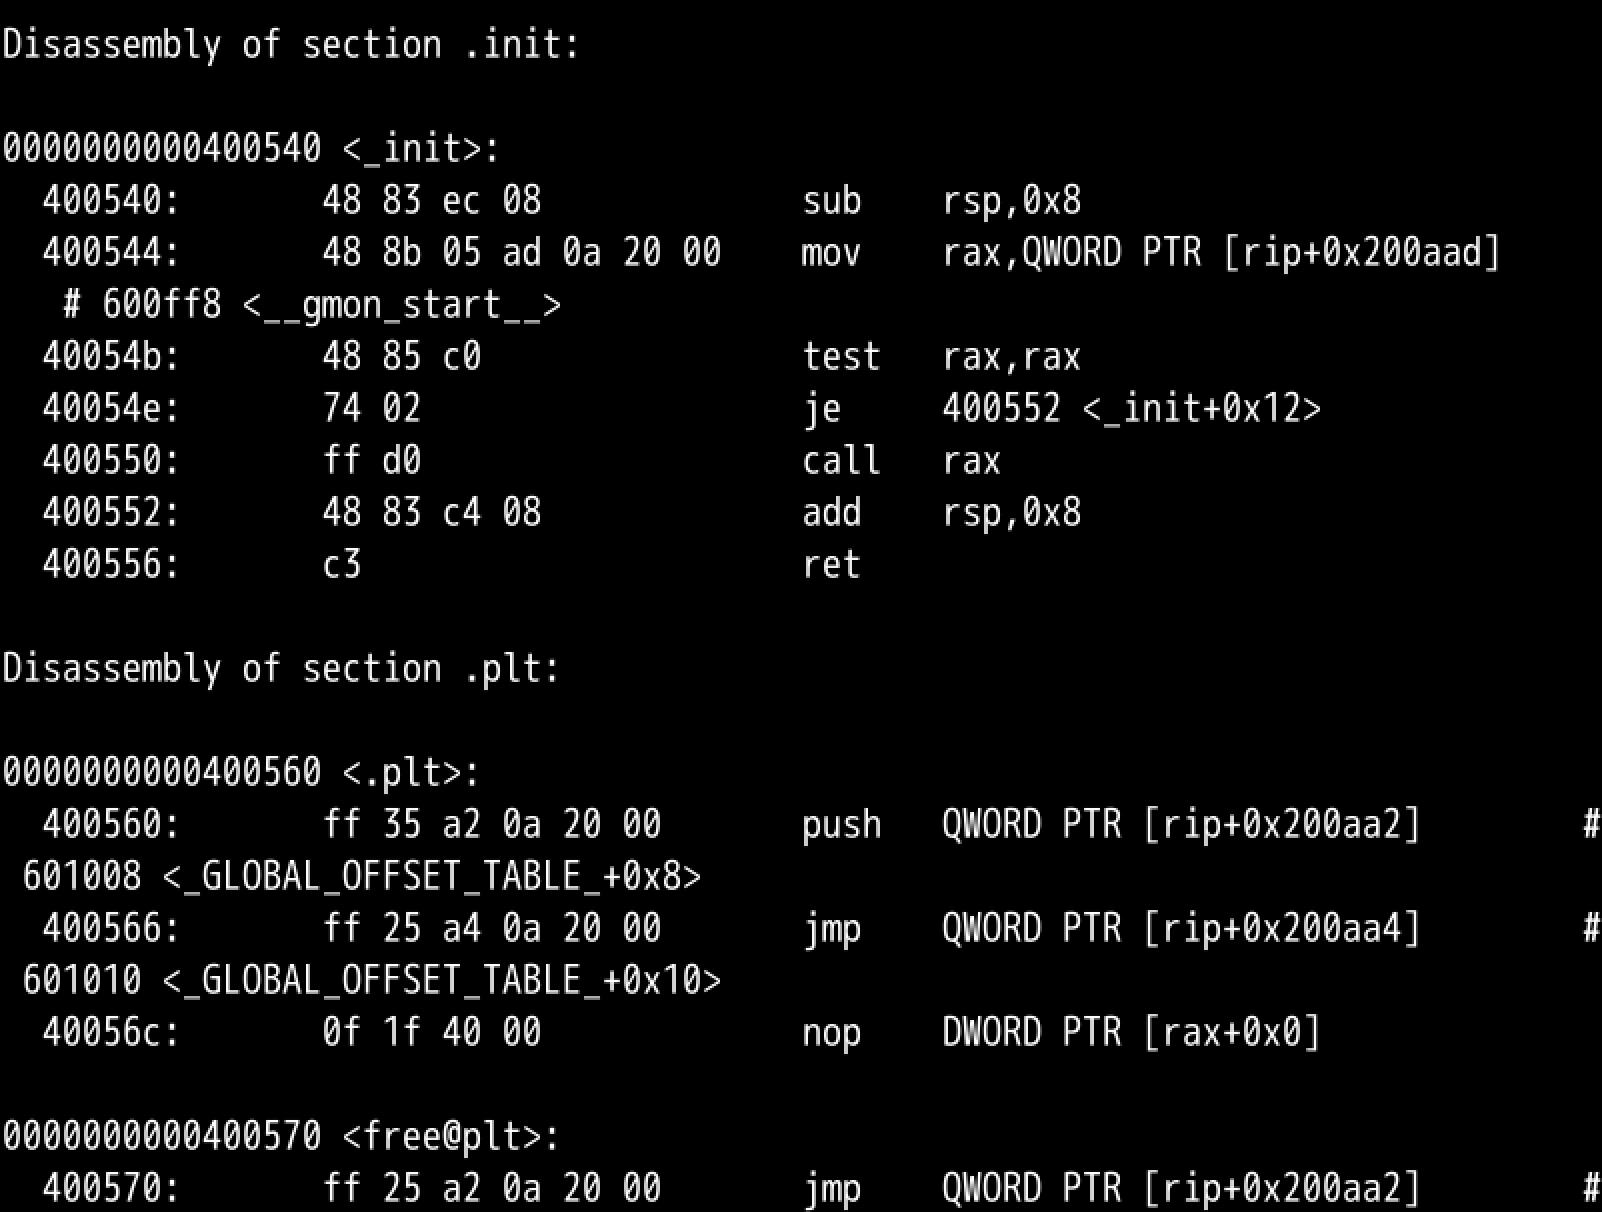 Disassembly of section .init:

0000000000400540 <_init>:
  400540:       48 83 ec 08             sub    rsp,0x8
  400544:       48 8b 05 ad 0a 20 00    mov    rax,QWORD PTR [rip+0x200aad]
   # 600ff8 <__gmon_start__>
  40054b:       48 85 c0                test   rax,rax
  40054e:       74 02                   je     400552 <_init+0x12>
  400550:       ff d0                   call   rax
  400552:       48 83 c4 08             add    rsp,0x8
  400556:       c3                      ret

Disassembly of section .plt:

0000000000400560 <.plt>:
  400560:       ff 35 a2 0a 20 00       push   QWORD PTR [rip+0x200aa2]        #
 601008 <_GLOBAL_OFFSET_TABLE_+0x8>
  400566:       ff 25 a4 0a 20 00       jmp    QWORD PTR [rip+0x200aa4]        #
 601010 <_GLOBAL_OFFSET_TABLE_+0x10>
  40056c:       0f 1f 40 00             nop    DWORD PTR [rax+0x0]

0000000000400570 <free@plt>:
  400570:       ff 25 a2 0a 20 00       jmp    QWORD PTR [rip+0x200aa2]        #